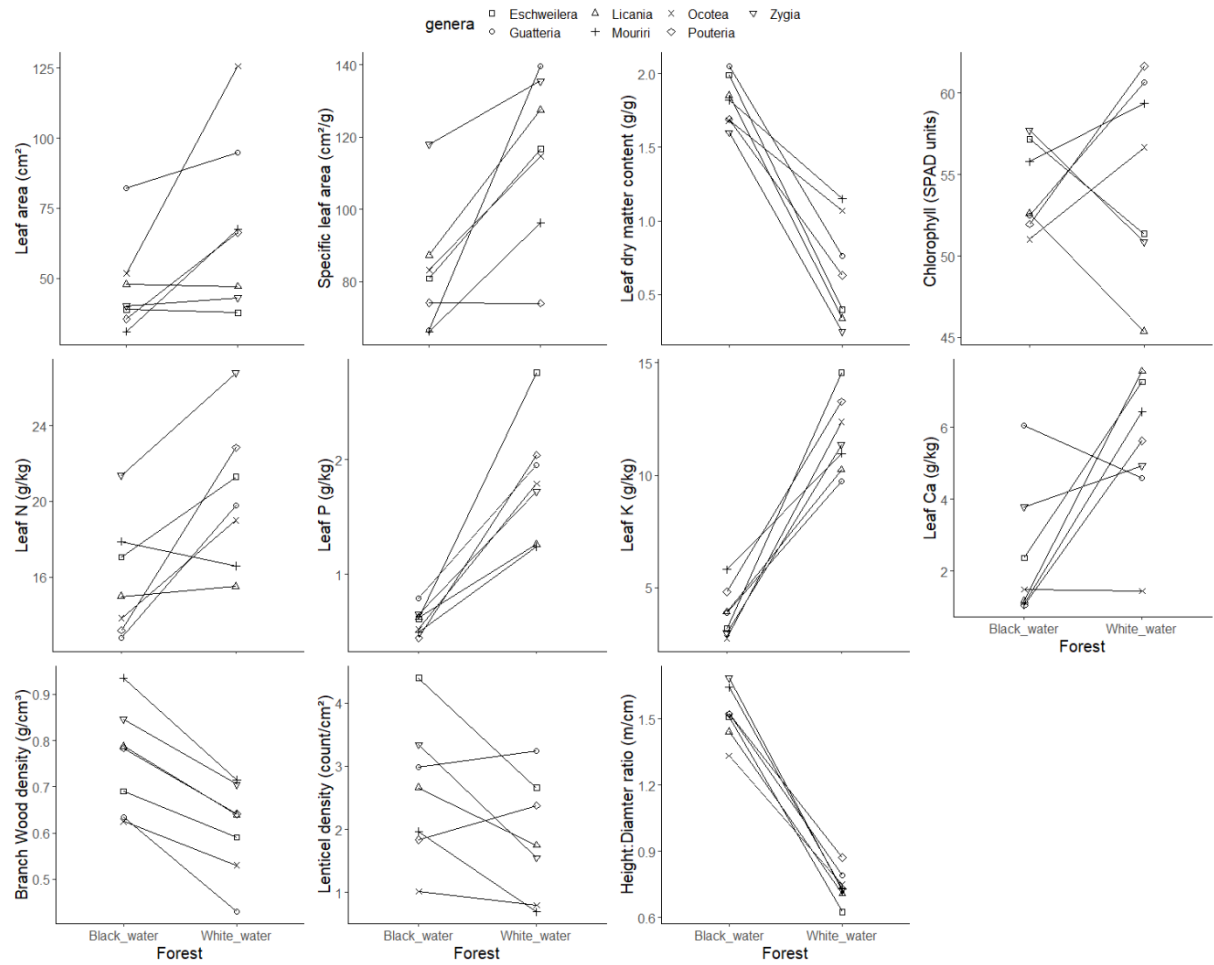 genera
Eschweilera Licania Ocotea Zygia
Guatteria Mouriri Pouteria
Leaf area (cm²)
125
100
75
50
Specific leaf area (cm²/g)
140
120
100
80
Leaf dry matter content (g/g)
2.0
1.5
1.0
0.5
Chlorophyll (SPAD units)
60
55
50
45
Leaf N (g/kg)
24
20
16
Leaf P (g/kg)
2
1
Leaf K (g/kg)
15
10
5
Leaf Ca (g/kg)
6
4
2
Black_water White_water
Forest
Branch Wood density (g/cm³)
0.9
0.8
0.7
0.6
0.5
Black_water White_water
Forest
Lenticel density (count/cm²)
4
3
2
1
Black_water White_water
Forest
Height:Diamter ratio (m/cm)
1.5
1.2
0.9
0.6
Black_water White_water
Forest